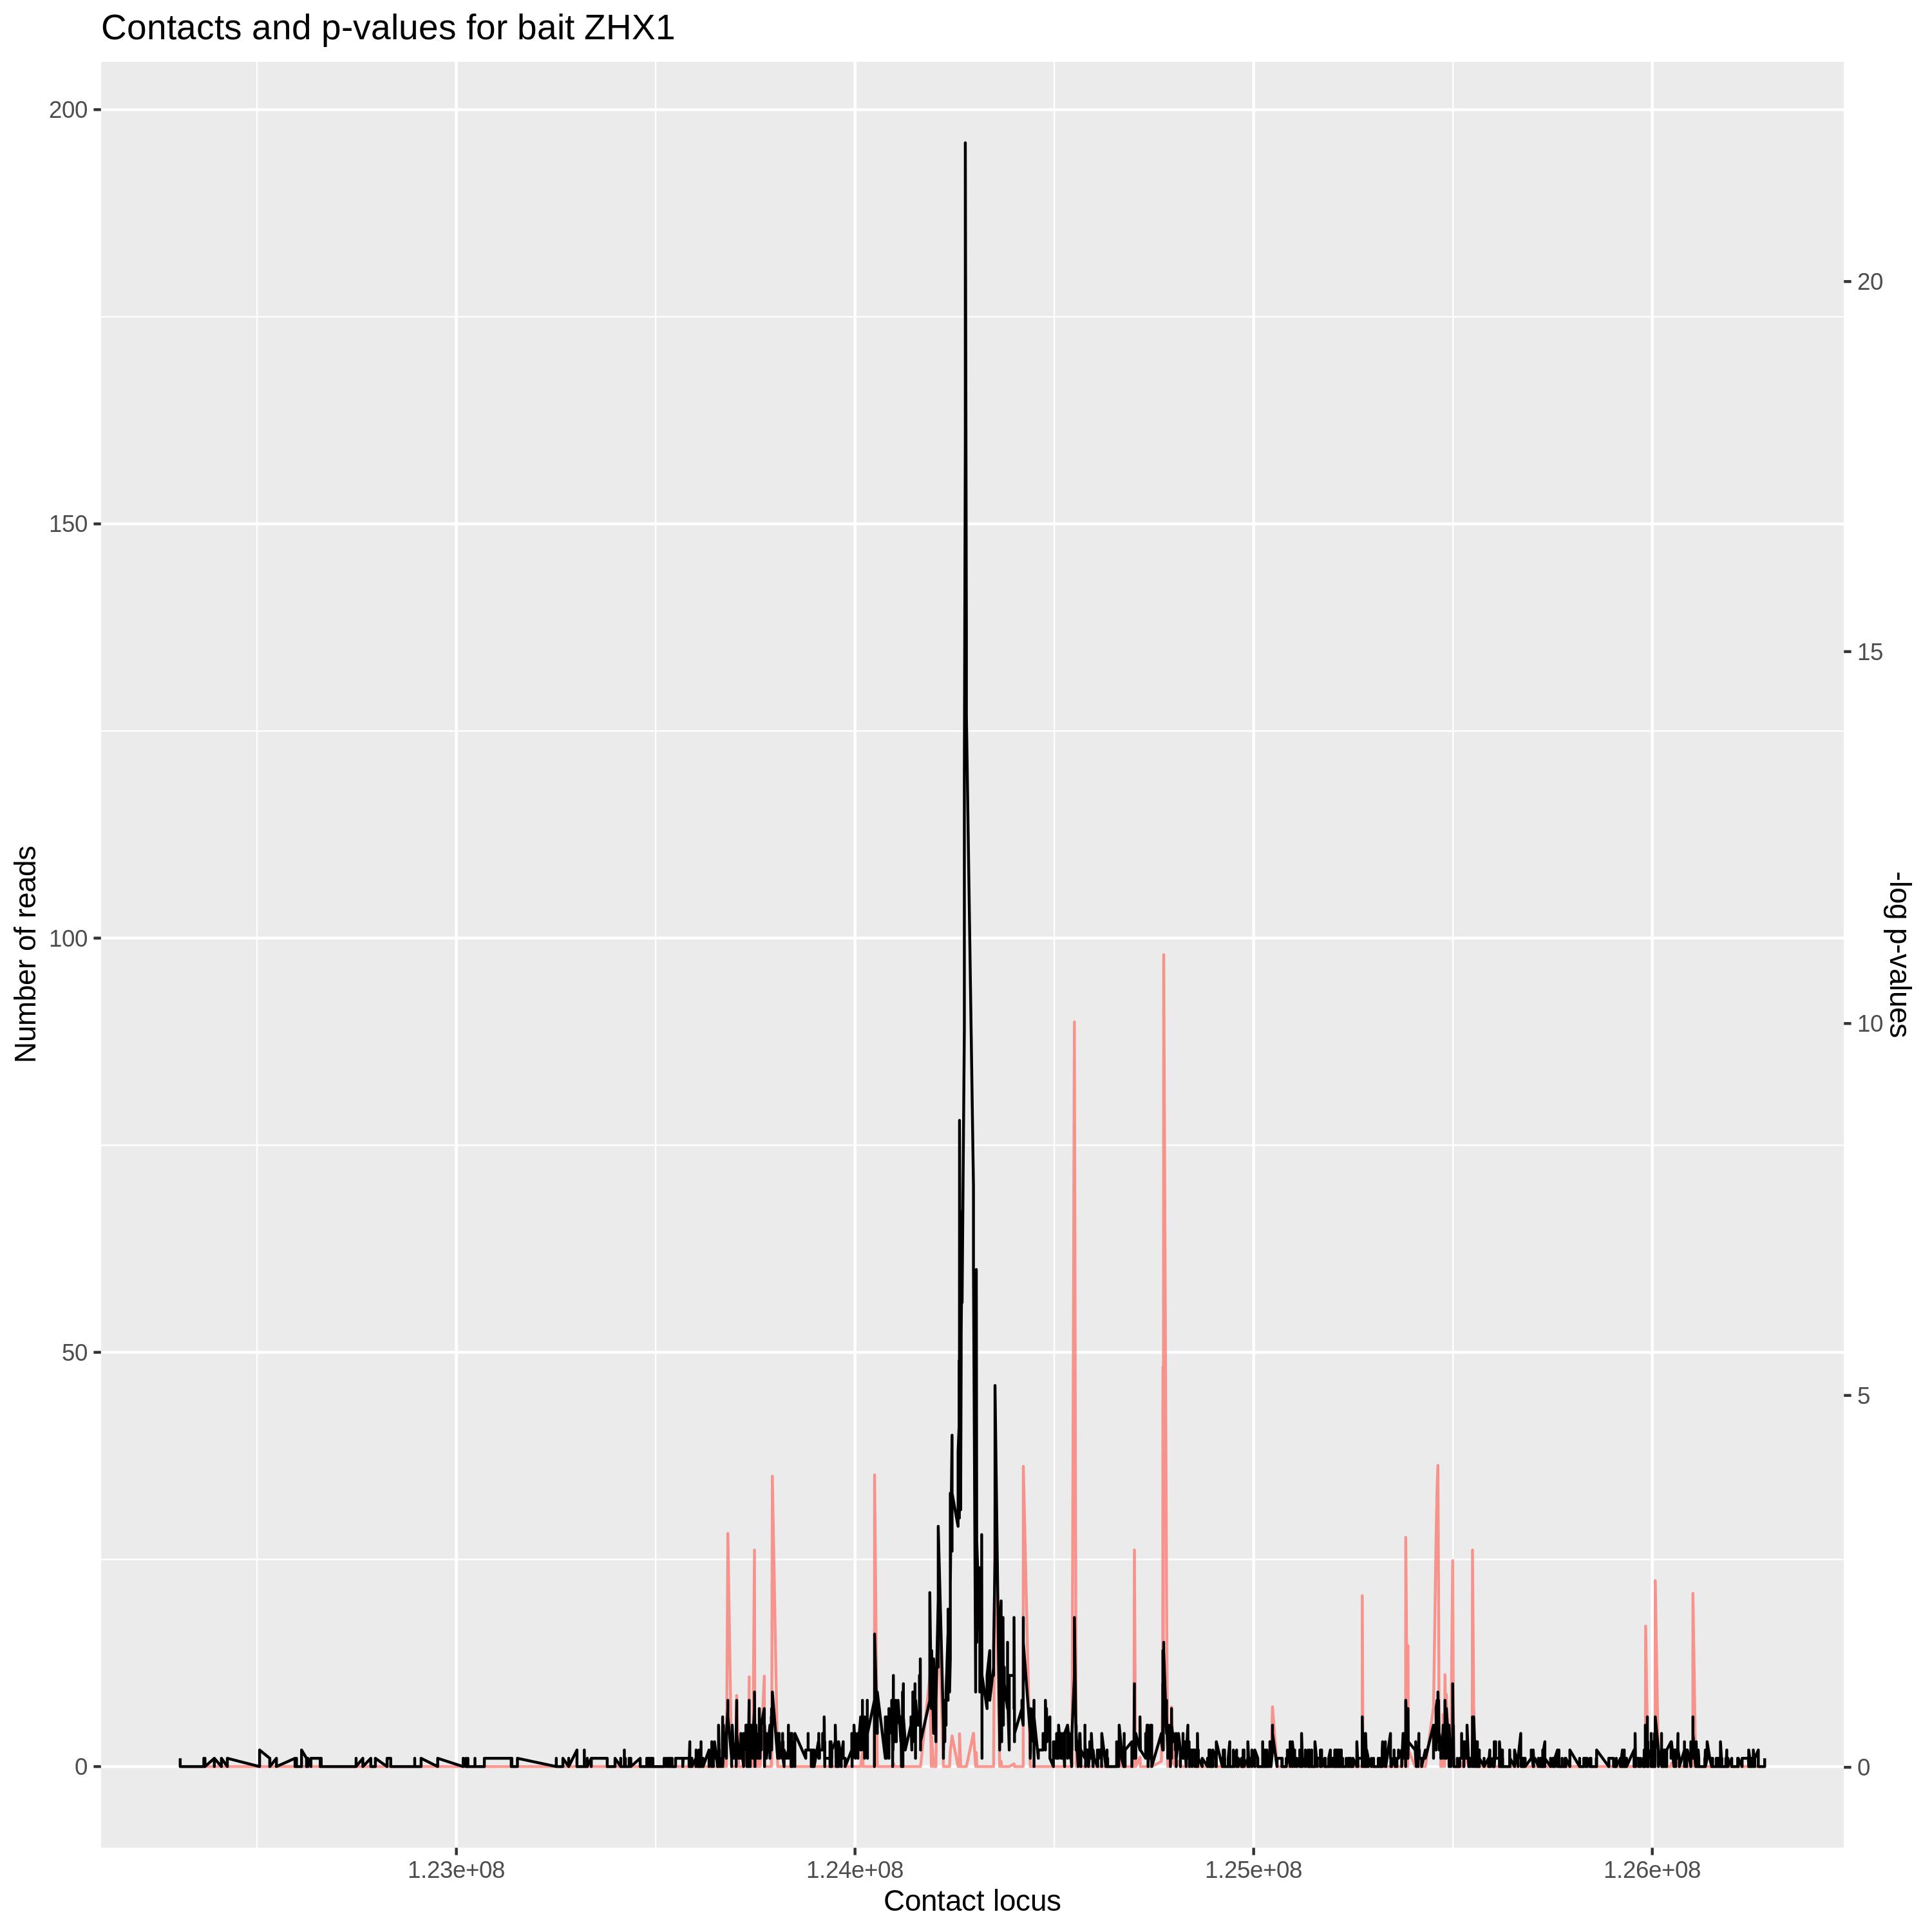 Contacts and p-values for bait ZHX1
200
150
100
50
0
20
15
10
5
0
Number of reads
-log p-values
1.23e+08 1.24e+08 1.25e+08 1.26e+08
Contact locus